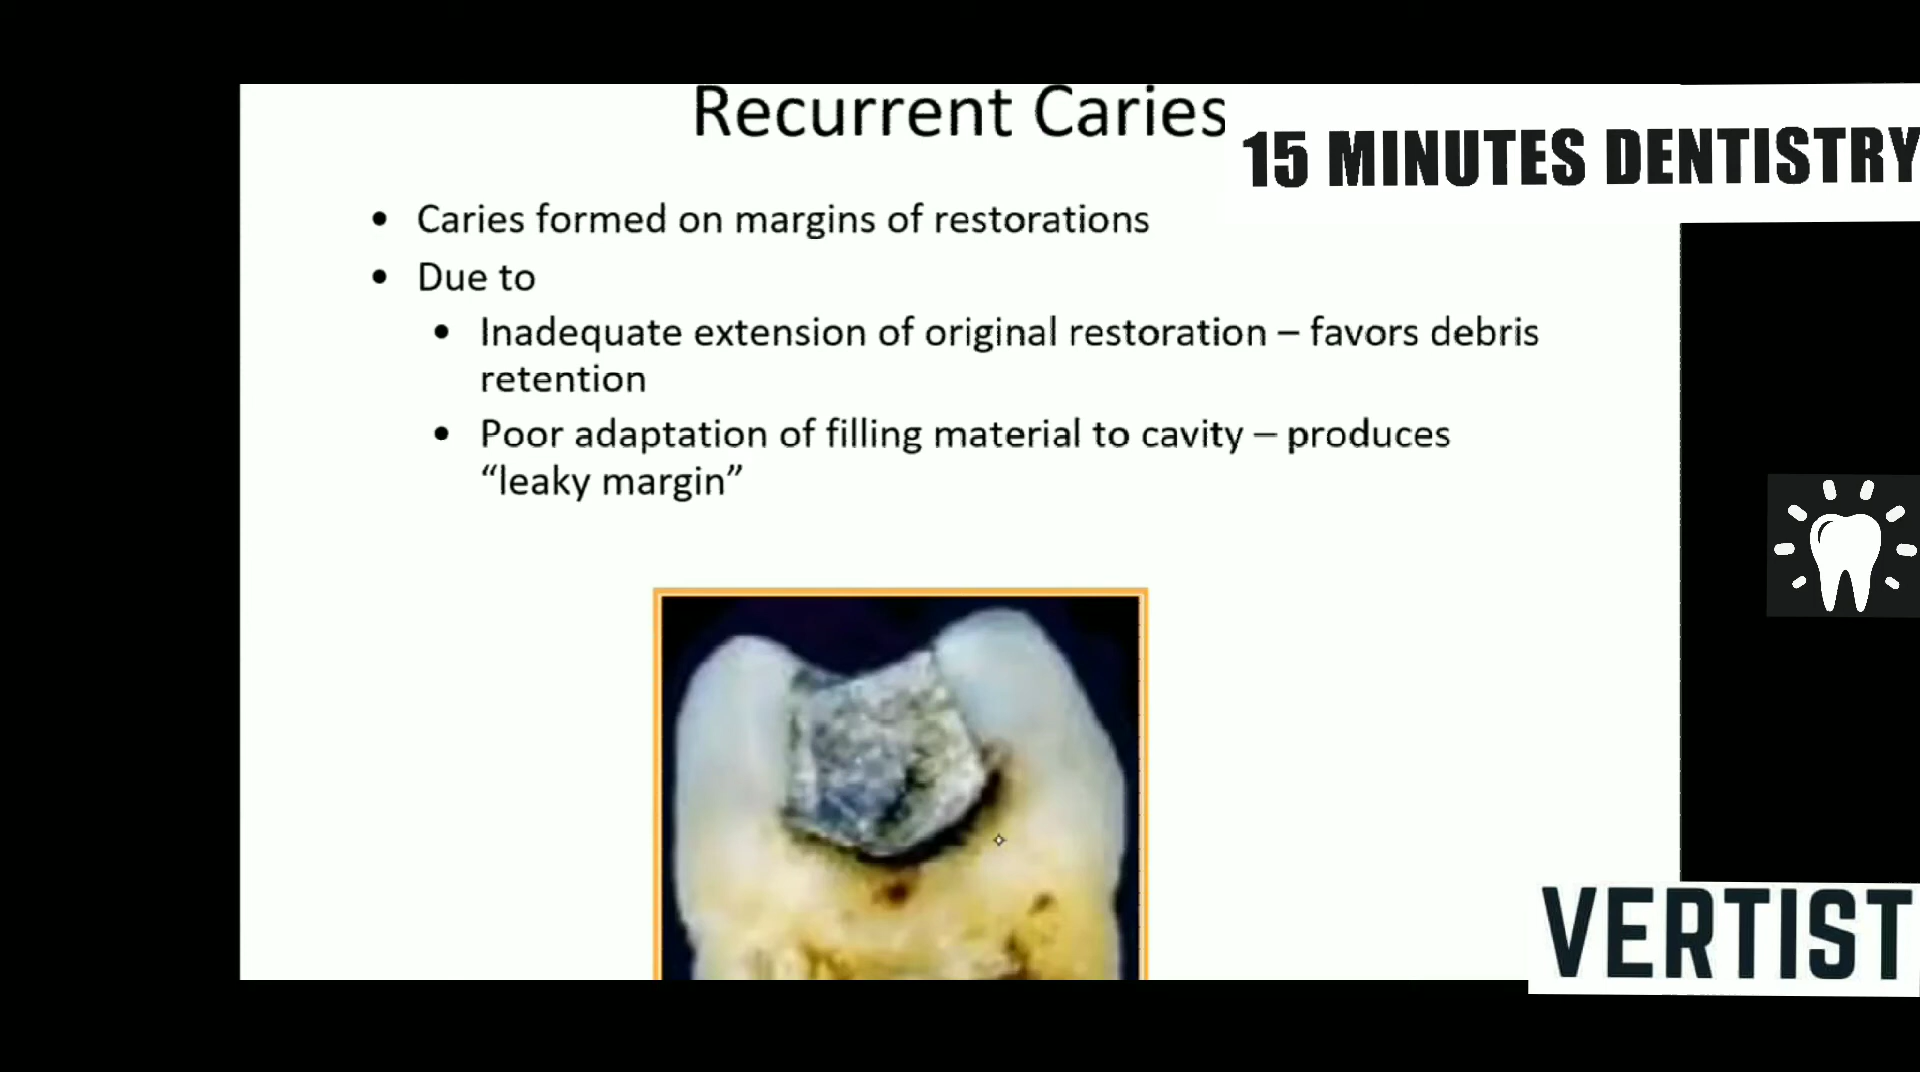 Recurrent Caries
15 MINUTES DENTISTRY
• Caries formed on margins of restorations
• Due to
• Inadequate extension of original restoration – favors debris
retention
• Poor adaptation of filling material to cavity – produces
“leaky margin”
VERTIST